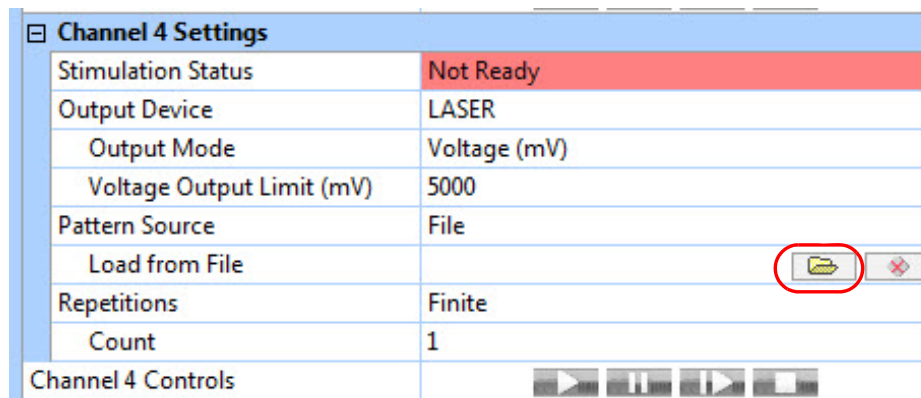 Channel 4 Settings
Stimulation Status Not Ready
Output Device LASER
Output Mode Voltage (mV)
Voltage Output Limit (mV) 5000
Pattern Source File
Load from File
Repetitions Finite
Count 1
Channel 4 Controls